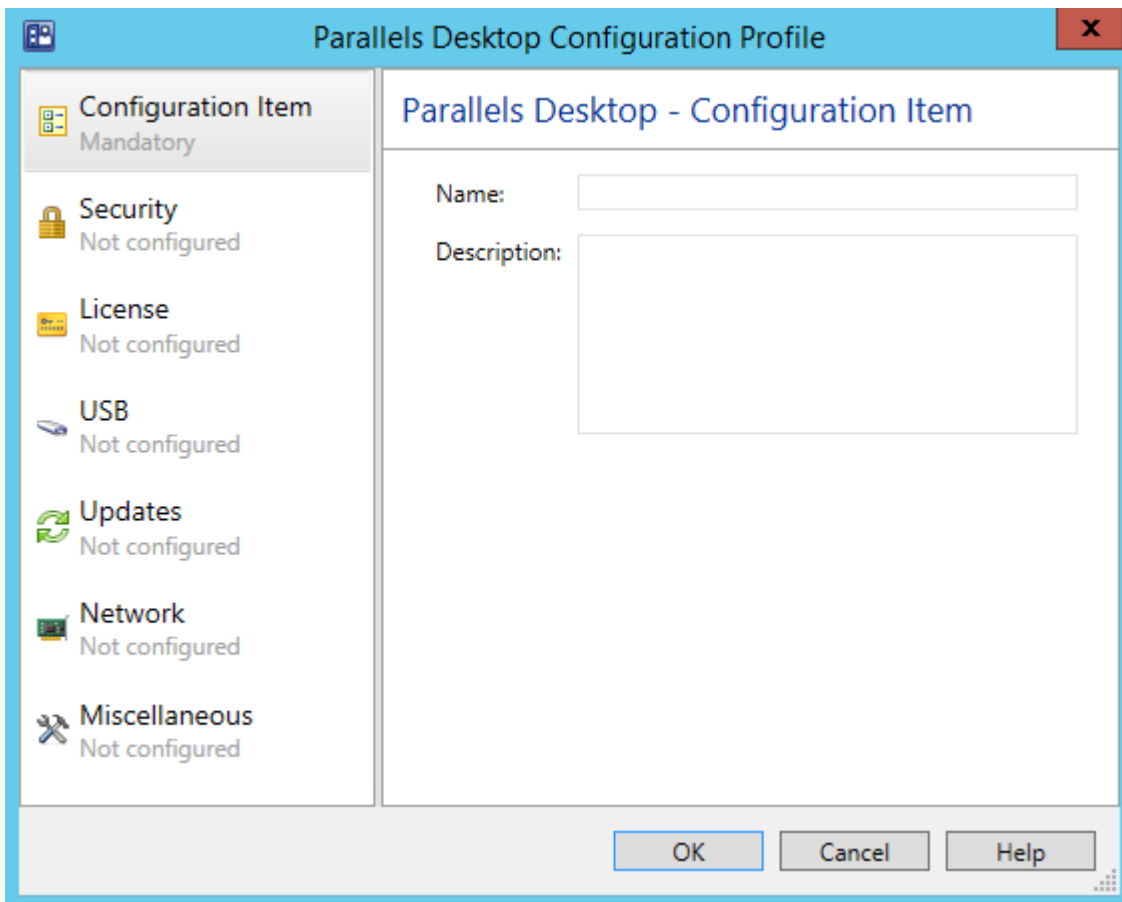 Parallels Desktop Configuration Profile
x
Configuration Item
Mandatory
Security
Not configured
License
Not configured
USB
Not configured
Updates
Not configured
Network
Not configured
Miscellaneous
Not configured
Parallels Desktop - Configuration Item
Name:
Description:
OK
Cancel
Help